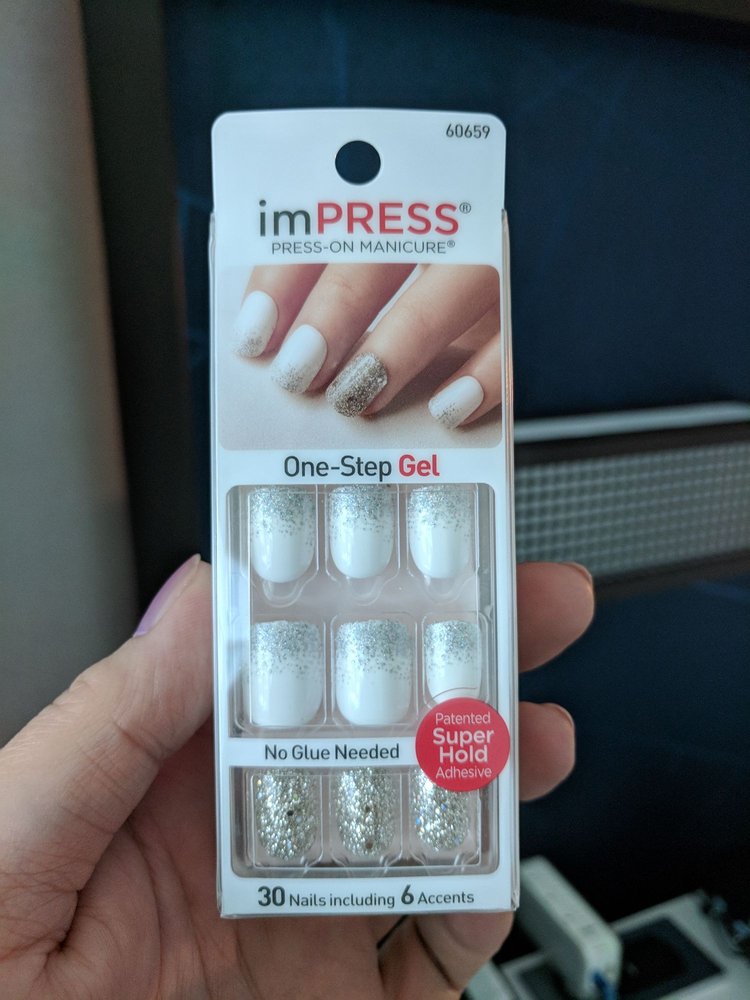 60659
imPRESS®
PRESS-ON MANICURE®
One-Step Gel
No Glue Needed
Patented
Super
Hold
Adhesive
30 Nails including 6 Accents